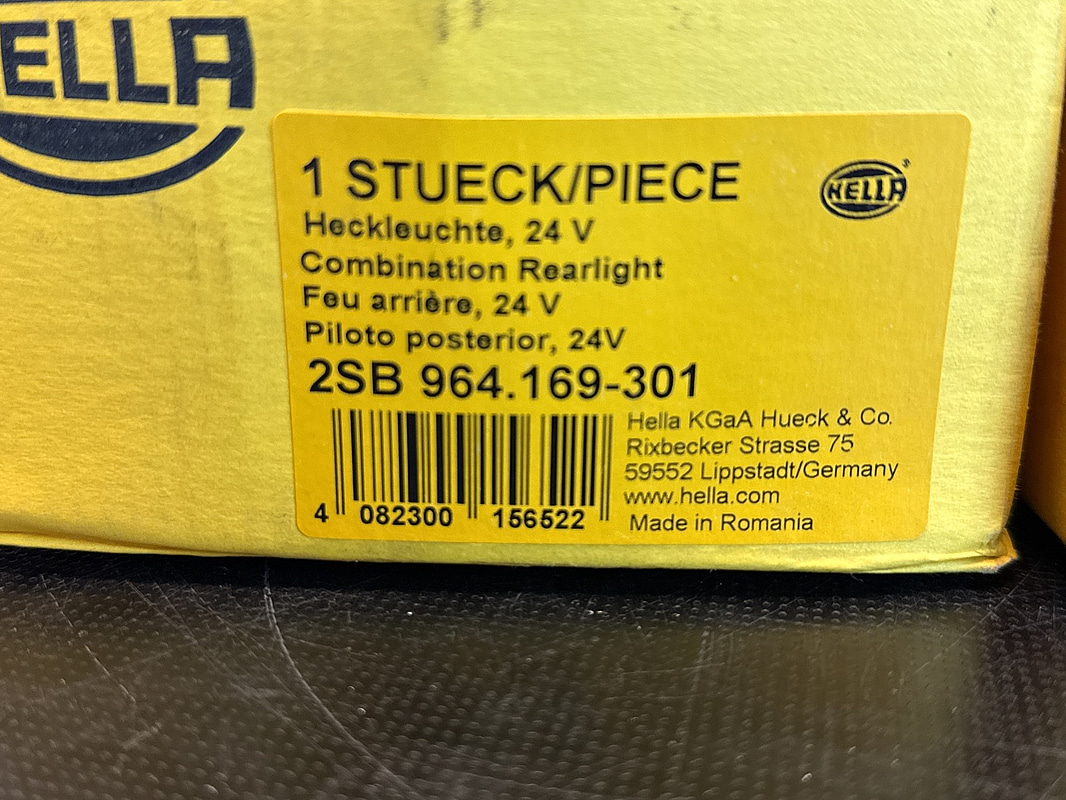 HELLA
1 STUECK/PIECE
HELLA
Heckleuchte, 24 V
Combination Rearlight
Feu arrière, 24 V
Piloto posterior, 24V
2SB 964.169-301
Hella KGaA Hueck & Co.
Rixbecker Strasse 75
59552 Lippstadt/Germany
www.hella.com
Made in Romania
4 082300 156522